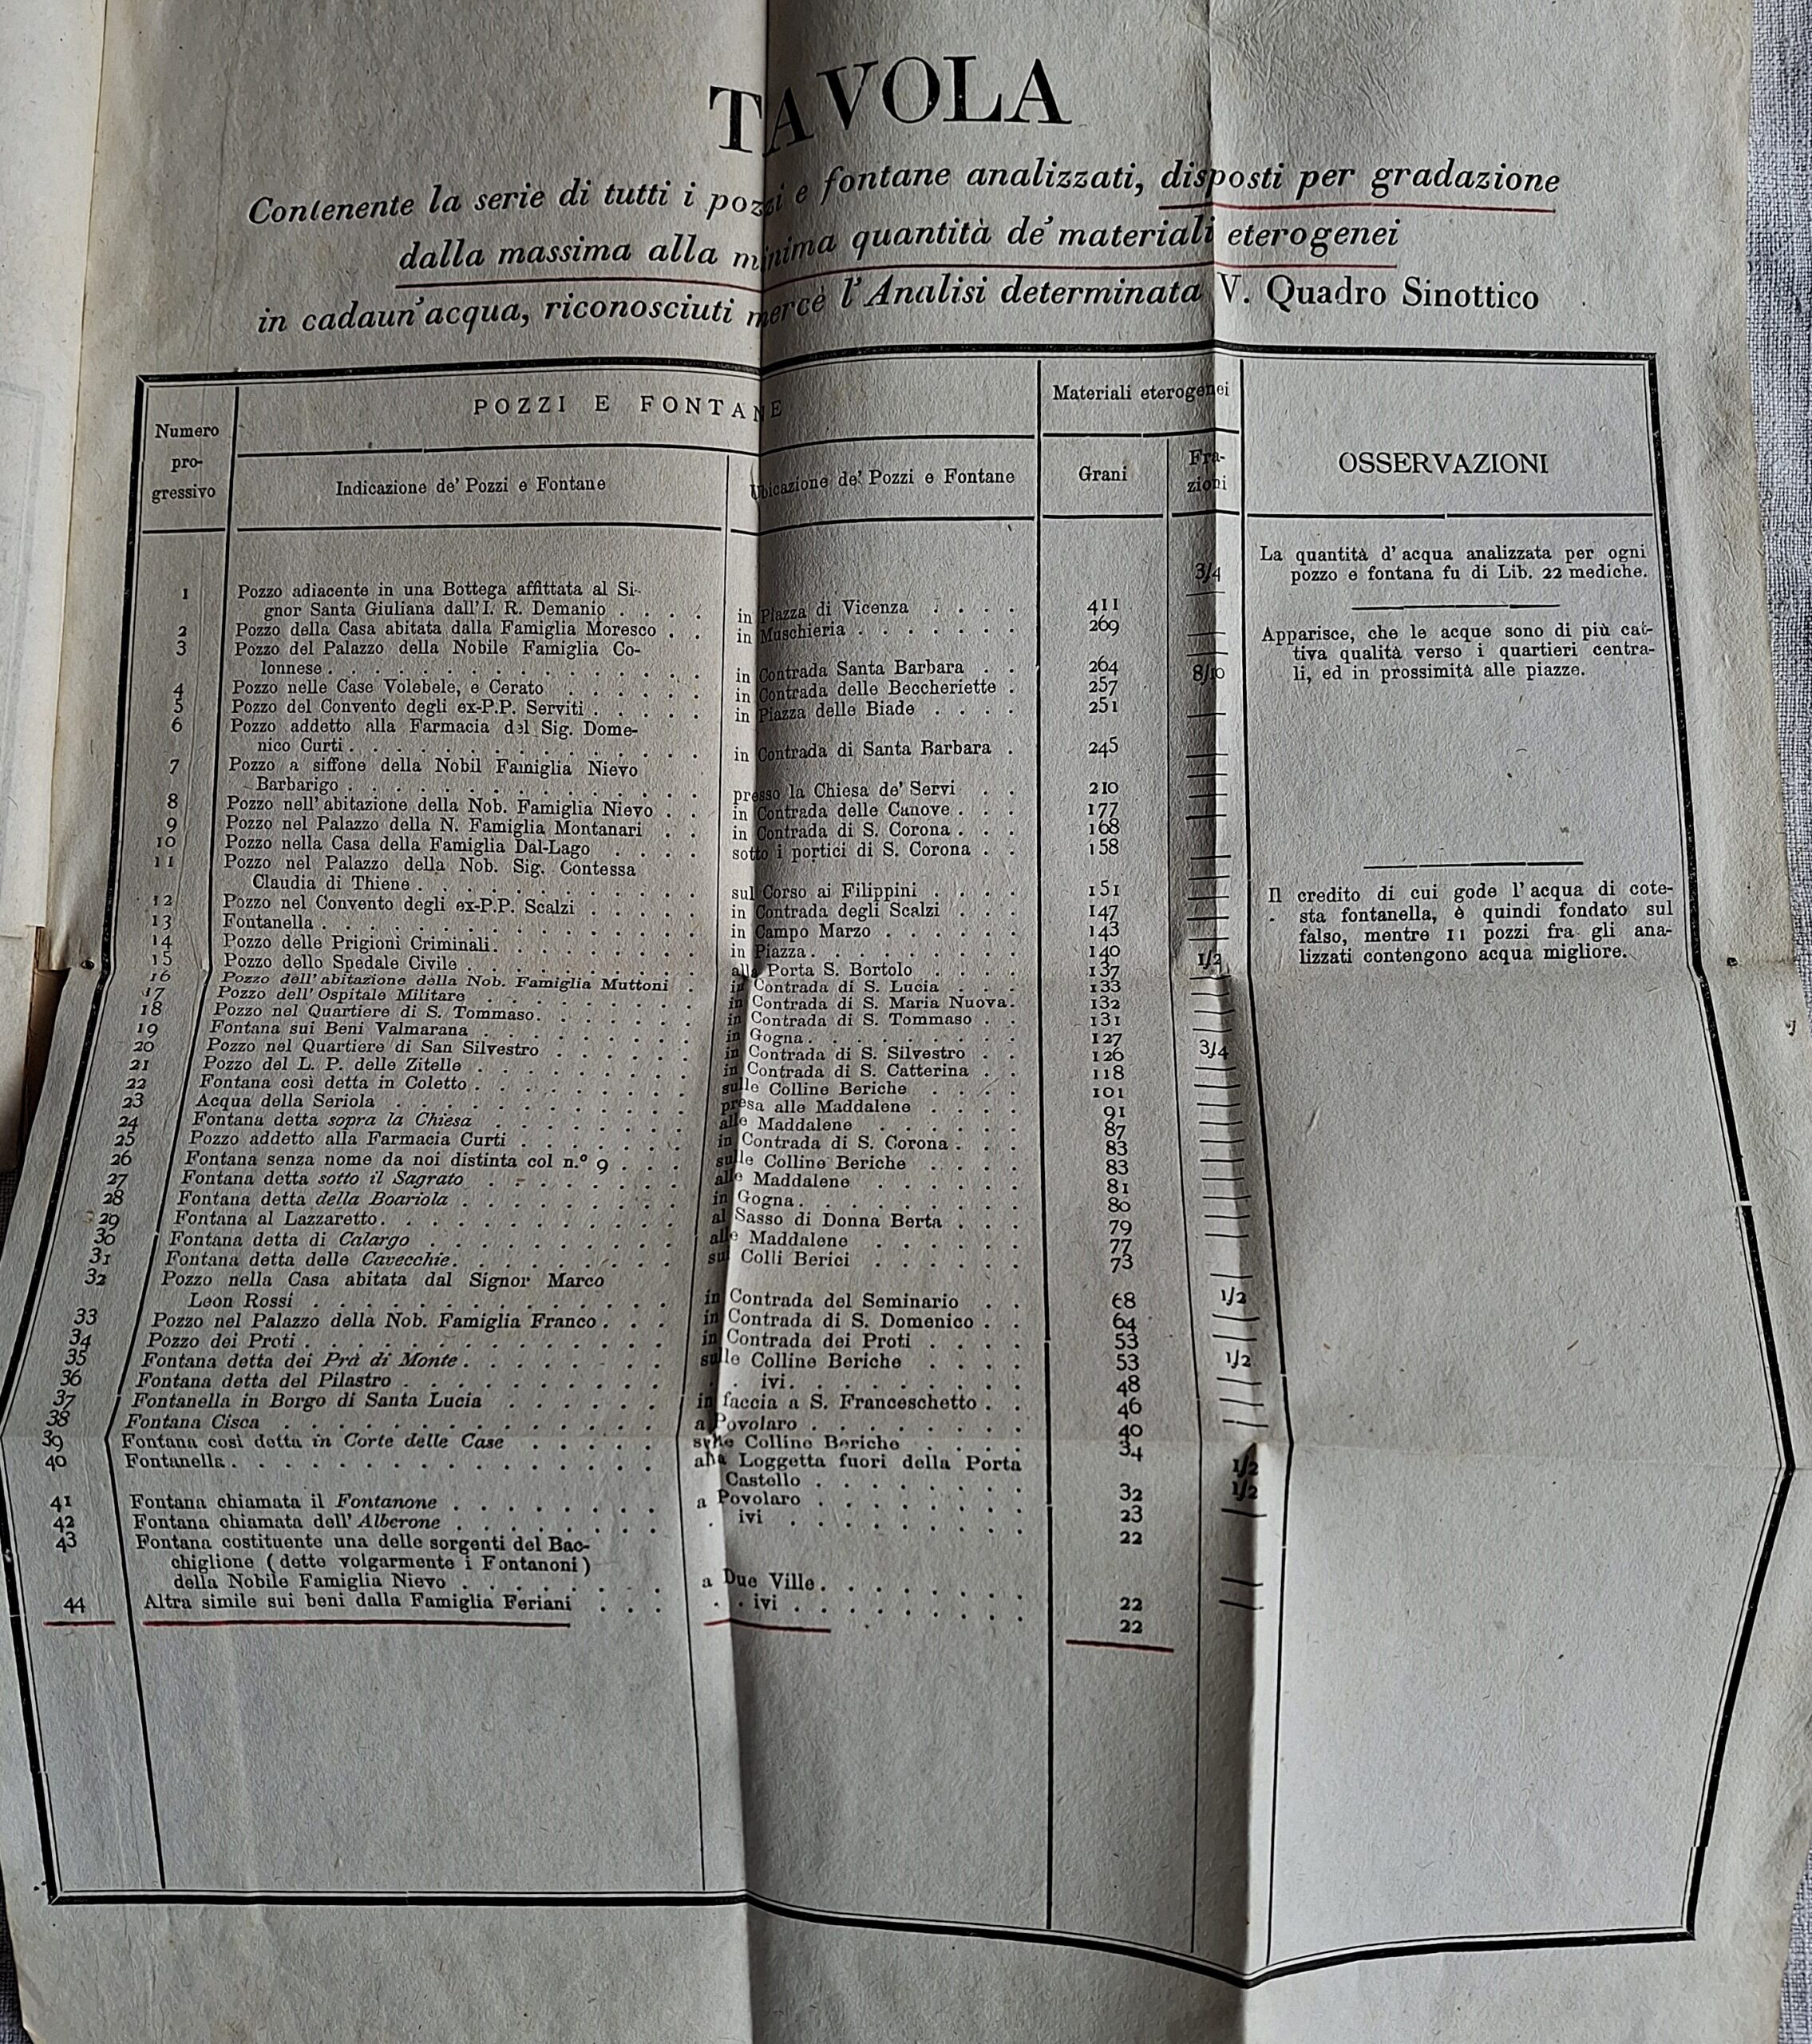 TAVOLA
Contenente la serie di tutti i pozzi e fontane analizzati, disposti per gradazione
dalla massima alla minima quantità de' materiali eterogenei
in cadaun' acqua, riconosciuti mercè l'Analisi determinata V. Quadro Sinottico
Numero pro- gressivo
POZZI E FONTANE
Materiali eterogenei
Indicazione de' Pozzi e Fontane
Ubicazione de' Pozzi e Fontane
Grani
Fra- zioni
OSSERVAZIONI
1 Pozzo adiacente in una Bottega affittata al Si-
gnor Santa Giuliana dall'I. R. Demanio . . . . in Piazza di Vicenza . . . . 411 3/4
2 Pozzo della Casa abitata dalla Famiglia Moresco . . in Muschieria . . . . . . . 269 —
3 Pozzo del Palazzo della Nobile Famiglia Co-
lonnese . . . . . . . . . . . . . . in Contrada Santa Barbara . . 264 —
4 Pozzo nelle Case Volebele, e Cerato . . . . . . in Contrada delle Beccheriette . 257 8/10
5 Pozzo del Convento degli ex-P.P. Serviti . . . . . in Piazza delle Biade . . . . 251 —
6 Pozzo addetto alla Farmacia del Sig. Dome-
nico Curti . . . . . . . . . . . . . in Contrada di Santa Barbara . 245 —
7 Pozzo a siffone della Nobil Famiglia Nievo
Barbarigo . . . . . . . . . . . . . presso la Chiesa de' Servi . . 210 —
8 Pozzo nell' abitazione della Nob. Famiglia Nievo . . in Contrada delle Canove . . . 177 —
9 Pozzo nel Palazzo della N. Famiglia Montanari . . in Contrada di S. Corona . . . 168 —
10 Pozzo nella Casa della Famiglia Dal-Lago . . . . sotto i portici di S. Corona . . 158 —
11 Pozzo nel Palazzo della Nob. Sig. Contessa
Claudia di Thiene . . . . . . . . . . . sul Corso ai Filippini . . . . 151 —
12 Pozzo nel Convento degli ex-P.P. Scalzi . . . . . in Contrada degli Scalzi . . . 147 —
13 Fontanella . . . . . . . . . . . . . . in Campo Marzo . . . . . . 143 —
14 Pozzo delle Prigioni Criminali . . . . . . . . in Piazza . . . . . . . . . 140 —
15 Pozzo dello Spedale Civile . . . . . . . . . alla Porta S. Bortolo . . . . 137 1/2
16 Pozzo dell' abitazione della Nob. Famiglia Muttoni . in Contrada di S. Lucia . . . 133 —
17 Pozzo dell' Ospitale Militare . . . . . . . . . in Contrada di S. Maria Nuova . 132 —
18 Pozzo nel Quartiere di S. Tommaso . . . . . . in Contrada di S. Tommaso . . 131 —
19 Fontana sui Beni Valmarana . . . . . . . . . in Gogna . . . . . . . . . 127 —
20 Pozzo nel Quartiere di San Silvestro . . . . . . in Contrada di S. Silvestro . . 126 3/4
21 Pozzo del L. P. delle Zitelle . . . . . . . . . in Contrada di S. Catterina . . 118 —
22 Fontana così detta in Coletto . . . . . . . . . sulle Colline Beriche . . . . 101 —
23 Acqua della Seriola . . . . . . . . . . . . presa alle Maddalene . . . . 91 —
24 Fontana detta sopra la Chiesa . . . . . . . . alle Maddalene . . . . . . 87 —
25 Pozzo addetto alla Farmacia Curti . . . . . . . in Contrada di S. Corona . . . 83 —
26 Fontana senza nome da noi distinta col n.° 9 . . . sulle Colline Beriche . . . . 83 —
27 Fontana detta sotto il Sagrato . . . . . . . . alle Maddalene . . . . . . 81 —
28 Fontana detta della Boariola . . . . . . . . . in Gogna . . . . . . . . . 80 —
29 Fontana al Lazzaretto . . . . . . . . . . . al Sasso di Donna Berta . . . 79 —
30 Fontana detta di Calargo . . . . . . . . . . alle Maddalene . . . . . . 77 —
31 Fontana detta delle Cavecchie . . . . . . . . . sui Colli Berici . . . . . . 73
32 Pozzo nella Casa abitata dal Signor Marco
Leon Rossi . . . . . . . . . . . . . in Contrada del Seminario . . 68 —
33 Pozzo nel Palazzo della Nob. Famiglia Franco . . . in Contrada di S. Domenico . . 64 1/2
34 Pozzo dei Proti . . . . . . . . . . . . . in Contrada dei Proti . . . . 53 —
35 Fontana detta dei Prà di Monte . . . . . . . . sulle Colline Beriche . . . . 53 —
36 Fontana detta del Pilastro . . . . . . . . . . . ivi . . . . . . . . . 48 1/2
37 Fontanella in Borgo di Santa Lucia . . . . . . in faccia a S. Franceschetto . . 46 —
38 Fontana Cisca . . . . . . . . . . . . . a Povolaro . . . . . . . . 40 —
39 Fontana così detta in Corte delle Case . . . . . sulle Colline Beriche . . . . 34 —
40 Fontanella . . . . . . . . . . . . . . alla Loggetta fuori della Porta
Castello . . . . . . . . 32 1/2
41 Fontana chiamata il Fontanone . . . . . . . . a Povolaro . . . . . . . . 23 1/2
42 Fontana chiamata dell' Alberone . . . . . . . . . ivi . . . . . . . . . 22 —
43 Fontana costituente una delle sorgenti del Bac-
chiglione ( dette volgarmente i Fontanoni )
della Nobile Famiglia Nievo . . . . . . . . a Due Ville . . . . . . . . 22 —
44 Altra simile sui beni dalla Famiglia Feriani . . . . . ivi . . . . . . . . . 22 —
La quantità d' acqua analizzata per ogni
pozzo e fontana fu di Lib. 22 mediche.
Apparisce, che le acque sono di più cat-
tiva qualità verso i quartieri centra-
li, ed in prossimità alle piazze.
Il credito di cui gode l' acqua di cote-
sta fontanella, è quindi fondato sul
falso, mentre 11 pozzi fra gli ana-
lizzati contengono acqua migliore.